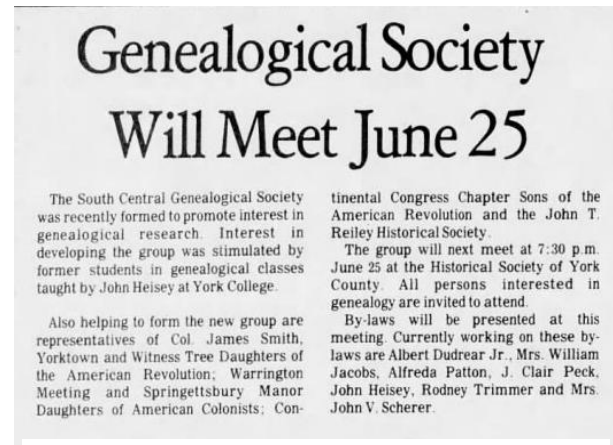 Genealogical Society
Will Meet June 25
The South Central Genealogical Society
was recently formed to promote interest in
genealogical research. Interest in
developing the group was stimulated by
former students in genealogical classes
taught by John Heisey at York College.
Also helping to form the new group are
representatives of Col. James Smith,
Yorktown and Witness Tree Daughters of
the American Revolution; Warrington
Meeting and Springettsbury Manor
Daughters of American Colonists; Con-
tinental Congress Chapter Sons of the
American Revolution and the John T.
Reiley Historical Society.
The group will next meet at 7:30 p.m.
June 25 at the Historical Society of York
County. All persons interested in
genealogy are invited to attend.
By-laws will be presented at this
meeting. Currently working on these by-
laws are Albert Dudrear Jr., Mrs. William
Jacobs, Alfreda Patton, J. Clair Peck,
John Heisey, Rodney Trimmer and Mrs.
John V. Scherer.